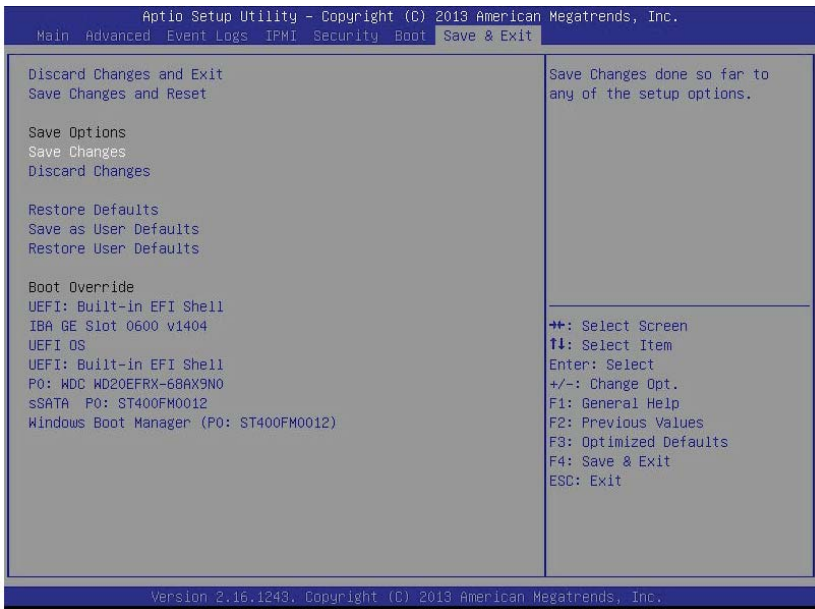 Aptio Setup Utility – Copyright (C) 2013 American Megatrends, Inc.
Main Advanced Event Logs IPMI Security Boot Save & Exit
Discard Changes and Exit
Save Changes and Reset
Save Options
Save Changes
Discard Changes
Restore Defaults
Save as User Defaults
Restore User Defaults
Boot Override
UEFI: Built-in EFI Shell
IBA GE Slot 0600 v1404
UEFI OS
UEFI: Built-in EFI Shell
P0: WDC WD20EFRX-68AX9N0
sSATA P0: ST400FM0012
Windows Boot Manager (P0: ST400FM0012)
Save Changes done so far to
any of the setup options.
→←: Select Screen
↑↓: Select Item
Enter: Select
+/-: Change Opt.
F1: General Help
F2: Previous Values
F3: Optimized Defaults
F4: Save & Exit
ESC: Exit
Version 2.16.1243. Copyright (C) 2013 American Megatrends, Inc.